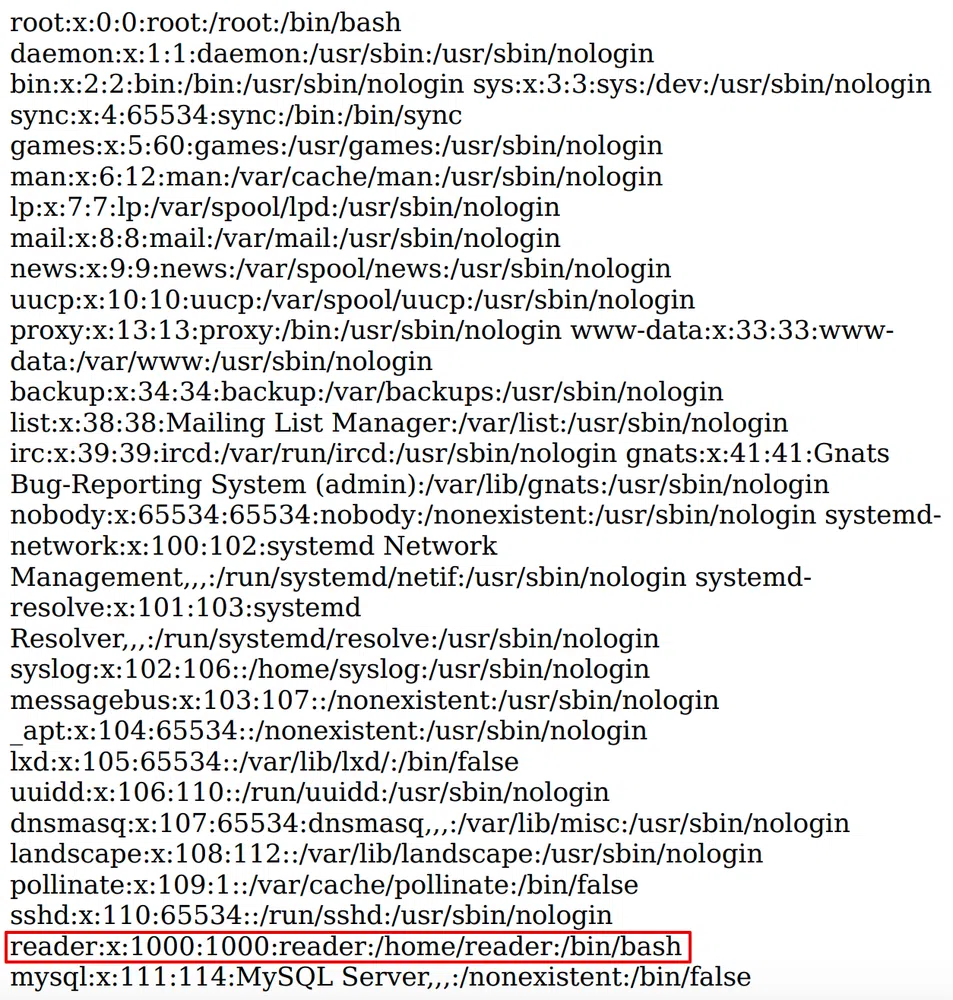 root:x:0:0:root:/root:/bin/bash
daemon:x:1:1:daemon:/usr/sbin:/usr/sbin/nologin
bin:x:2:2:bin:/bin:/usr/sbin/nologin sys:x:3:3:sys:/dev:/usr/sbin/nologin
sync:x:4:65534:sync:/bin:/bin/sync
games:x:5:60:games:/usr/games:/usr/sbin/nologin
man:x:6:12:man:/var/cache/man:/usr/sbin/nologin
lp:x:7:7:lp:/var/spool/lpd:/usr/sbin/nologin
mail:x:8:8:mail:/var/mail:/usr/sbin/nologin
news:x:9:9:news:/var/spool/news:/usr/sbin/nologin
uucp:x:10:10:uucp:/var/spool/uucp:/usr/sbin/nologin
proxy:x:13:13:proxy:/bin:/usr/sbin/nologin www-data:x:33:33:www-
data:/var/www:/usr/sbin/nologin
backup:x:34:34:backup:/var/backups:/usr/sbin/nologin
list:x:38:38:Mailing List Manager:/var/list:/usr/sbin/nologin
irc:x:39:39:ircd:/var/run/ircd:/usr/sbin/nologin gnats:x:41:41:Gnats
Bug-Reporting System (admin):/var/lib/gnats:/usr/sbin/nologin
nobody:x:65534:65534:nobody:/nonexistent:/usr/sbin/nologin systemd-
network:x:100:102:systemd Network
Management,,,:/run/systemd/netif:/usr/sbin/nologin systemd-
resolve:x:101:103:systemd
Resolver,,,:/run/systemd/resolve:/usr/sbin/nologin
syslog:x:102:106::/home/syslog:/usr/sbin/nologin
messagebus:x:103:107::/nonexistent:/usr/sbin/nologin
_apt:x:104:65534::/nonexistent:/usr/sbin/nologin
lxd:x:105:65534::/var/lib/lxd/:/bin/false
uuidd:x:106:110::/run/uuidd:/usr/sbin/nologin
dnsmasq:x:107:65534:dnsmasq,,,:/var/lib/misc:/usr/sbin/nologin
landscape:x:108:112::/var/lib/landscape:/usr/sbin/nologin
pollinate:x:109:1::/var/cache/pollinate:/bin/false
sshd:x:110:65534::/run/sshd:/usr/sbin/nologin
reader:x:1000:1000:reader:/home/reader:/bin/bash
mysql:x:111:114:MySQL Server,,,:/nonexistent:/bin/false